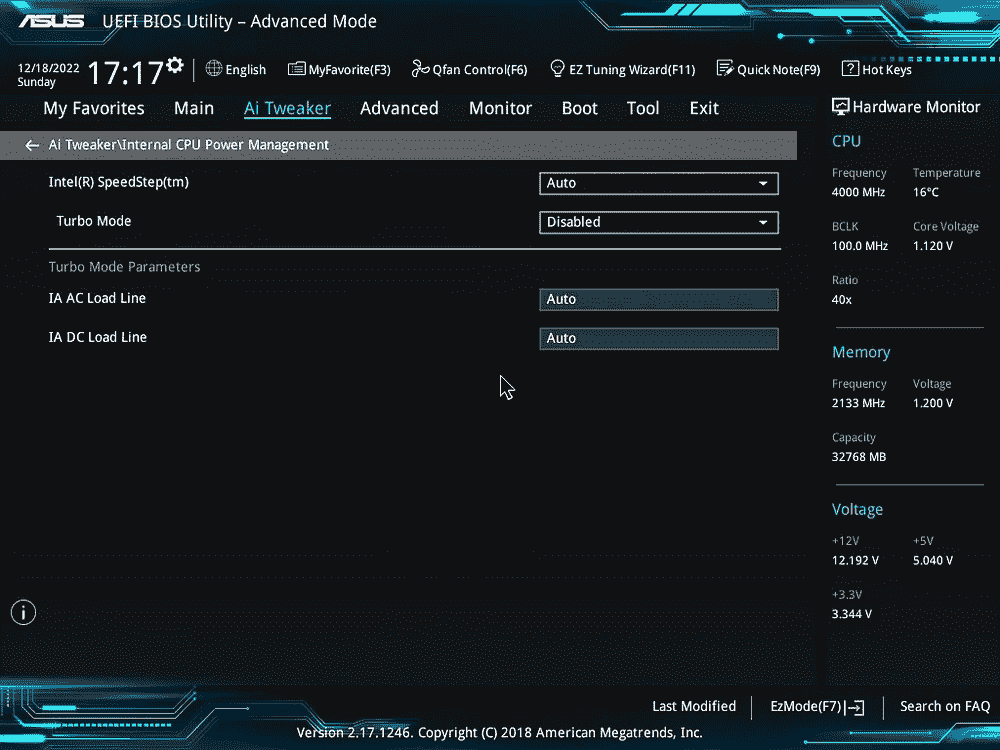 ASUS UEFI BIOS Utility – Advanced Mode
12/18/2022 Sunday 17:17 English MyFavorite(F3) Qfan Control(F6) EZ Tuning Wizard(F11) Quick Note(F9) ? Hot Keys
My Favorites Main Ai Tweaker Advanced Monitor Boot Tool Exit
← Ai Tweaker\Internal CPU Power Management
Intel(R) SpeedStep(tm) Auto
Turbo Mode Disabled
Turbo Mode Parameters
IA AC Load Line Auto
IA DC Load Line Auto
Hardware Monitor
CPU
Frequency Temperature
4000 MHz 16°C
BCLK Core Voltage
100.0 MHz 1.120 V
Ratio
40x
Memory
Frequency Voltage
2133 MHz 1.200 V
Capacity
32768 MB
Voltage
+12V +5V
12.192 V 5.040 V
+3.3V
3.344 V
i
Last Modified EzMode(F7) Search on FAQ
Version 2.17.1246. Copyright (C) 2018 American Megatrends, Inc.